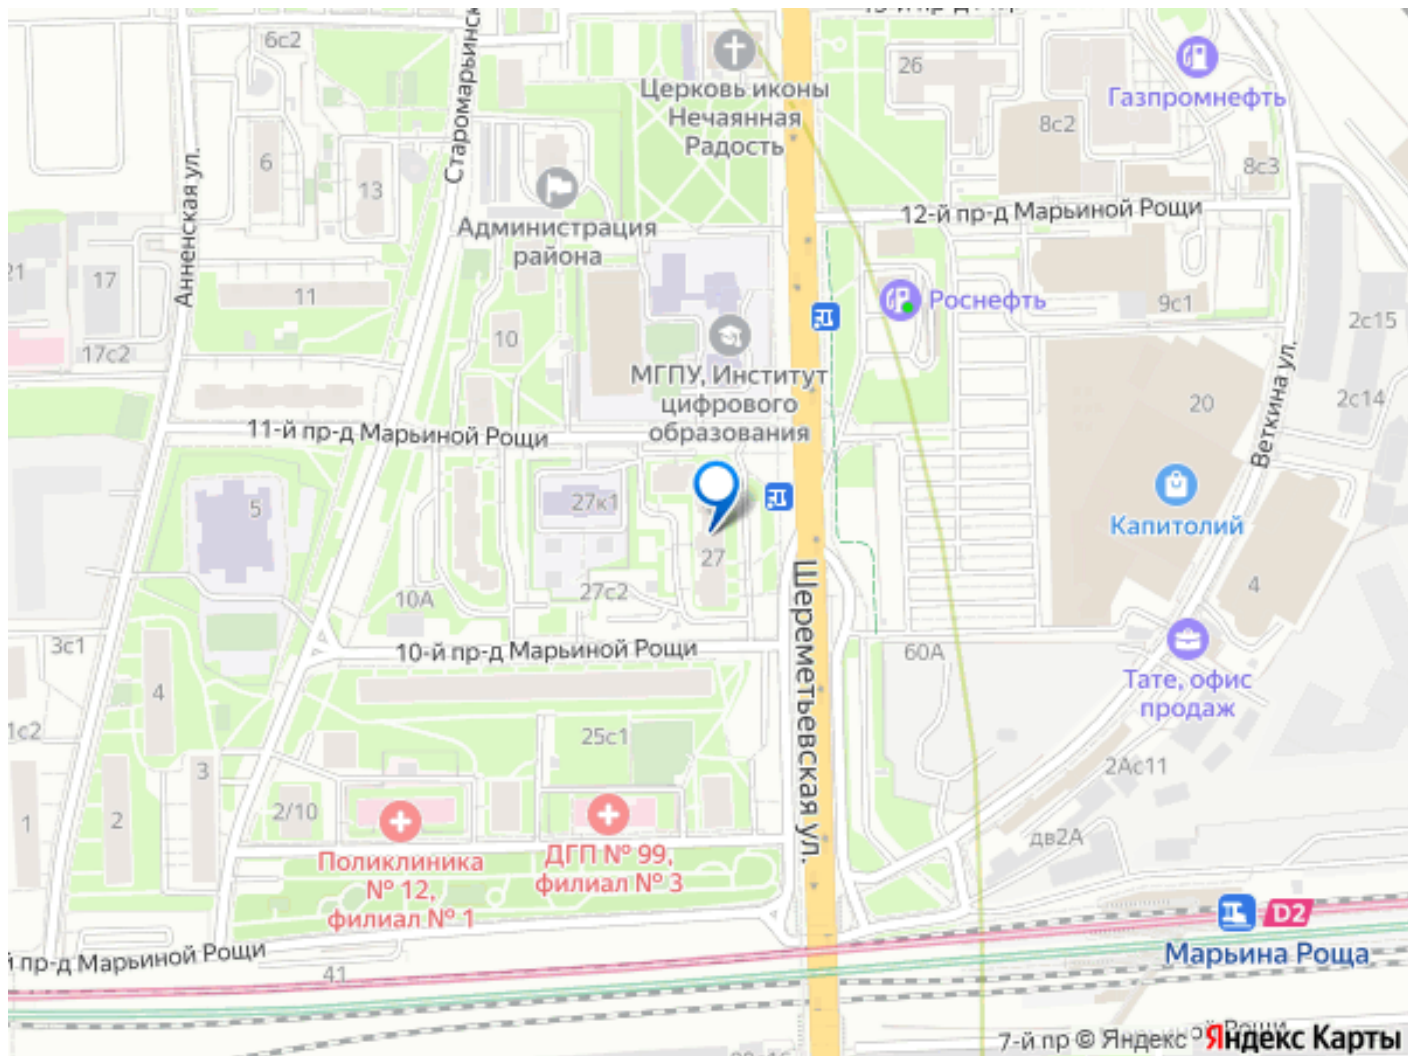 6с2
Старомарьинск
Церковь иконы
Нечаянная
Радость
26
Газпромнефть
8с2
8с3
6
13
Анненская ул.
Администрация
района
12-й пр-д Марьиной Рощи
21
17
11
10
17с2
Роснефть
9с1
2с15
МГПУ, Институт
цифрового
образования
20
2с14
Веткина ул.
11-й пр-д Марьиной Рощи
5
27к1
27
Капитолий
4
10А
27с2
Шереметьевская ул.
3с1
10-й пр-д Марьиной Рощи
60А
Тате, офис
продаж
4
1с2
25с1
3
2Ас11
1
2
2/10
дв2А
Поликлиника
№ 12,
филиал № 1
ДГП № 99,
филиал № 3
D2
Марьина Роща
й пр-д Марьиной Рощи
41
7-й пр
© Яндекс
Яндекс Карты